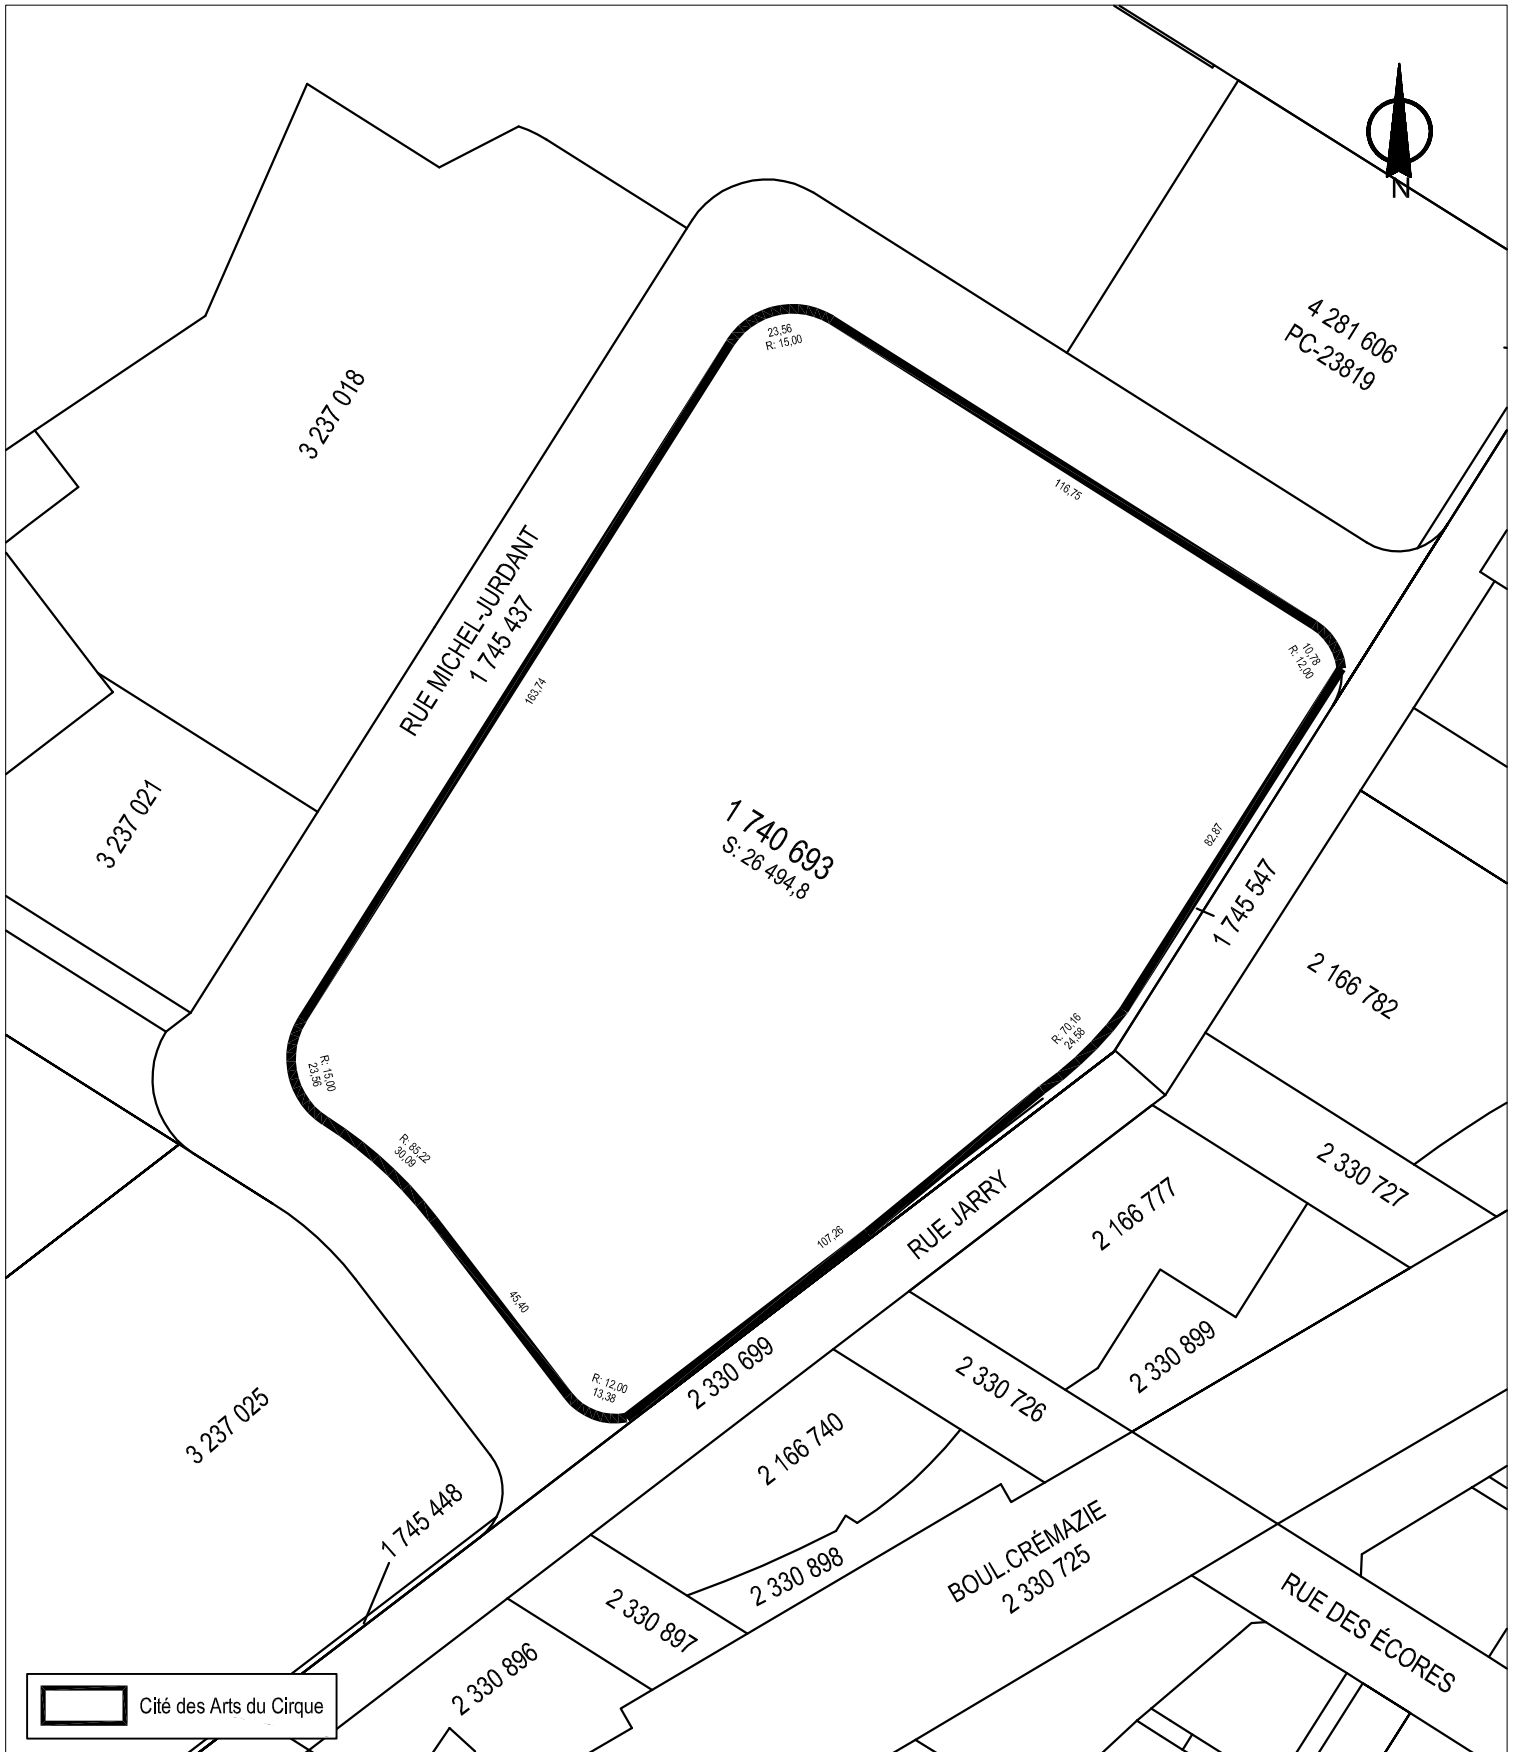 N
4 281 606
PC-23819
23,56
R: 15,00
3 237 018
116,75
RUE MICHEL-JURDANT
1 745 437
163,74
10,78
R: 12,00
3 237 021
1 740 693
S: 26 494,8
82,87
1 745 547
2 166 782
R: 70,16
24,58
R: 15,00
23,56
R: 85,22
30,09
2 330 727
2 166 777
RUE JARRY
107,26
45,40
2 330 899
R: 12,00
13,38
2 330 699
2 330 726
3 237 025
2 166 740
1 745 448
BOUL.CRÉMAZIE
2 330 725
2 330 898
RUE DES ÉCORES
2 330 897
2 330 896
Cité des Arts du Cirque